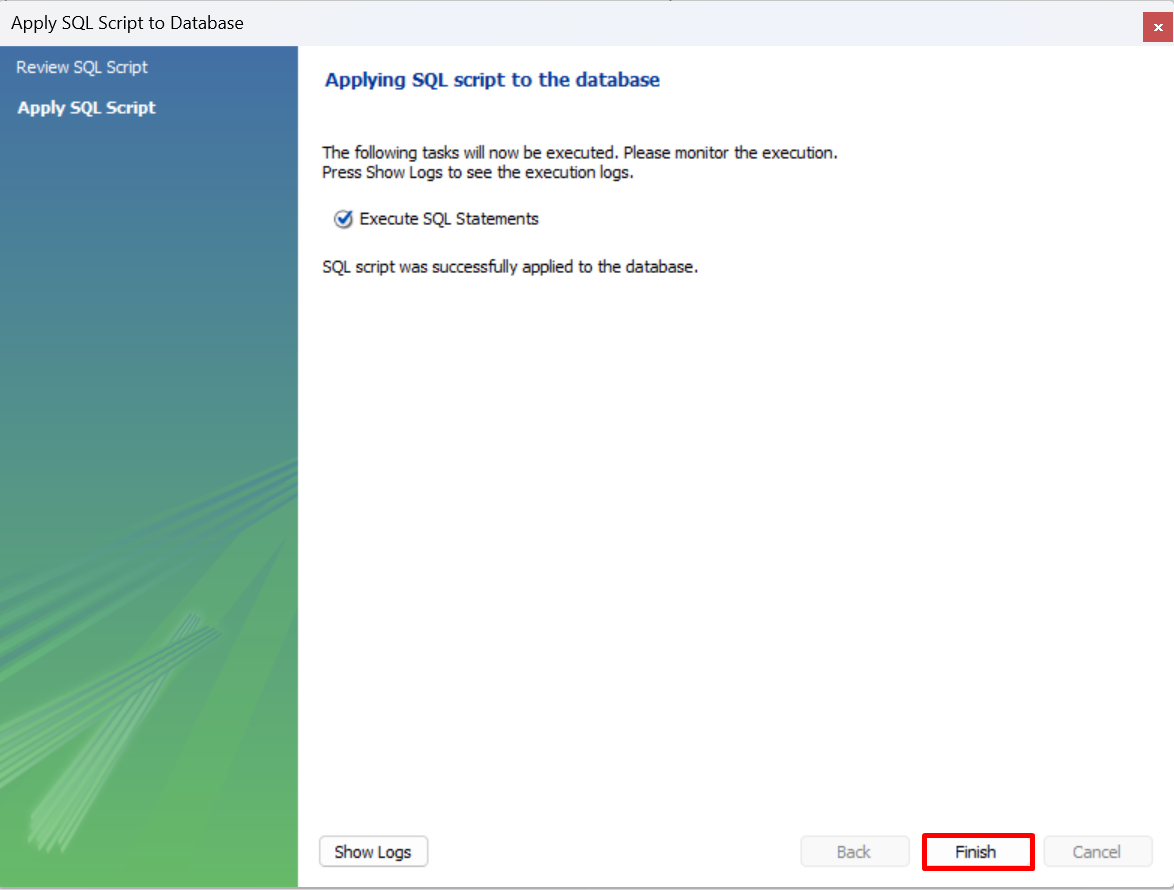 Apply SQL Script to Database
Review SQL Script
Apply SQL Script
Applying SQL script to the database
The following tasks will now be executed. Please monitor the execution.
Press Show Logs to see the execution logs.
Execute SQL Statements
SQL script was successfully applied to the database.
Show Logs
Back
Finish
Cancel